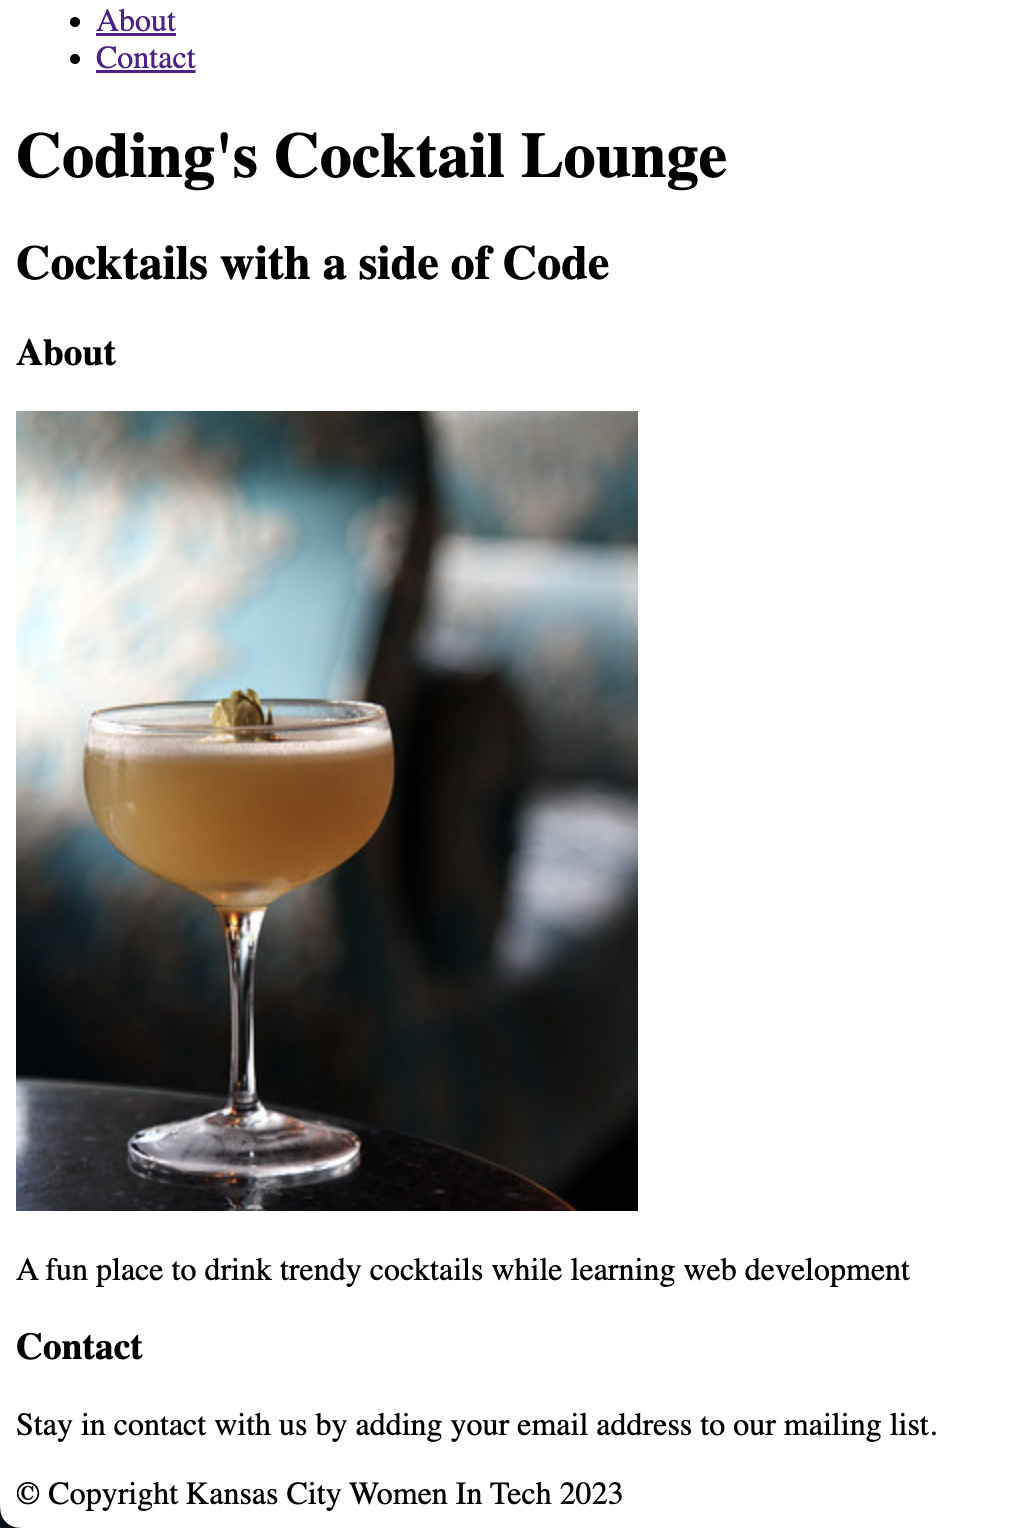 About
Contact
Coding's Cocktail Lounge
Cocktails with a side of Code
About
A fun place to drink trendy cocktails while learning web development
Contact
Stay in contact with us by adding your email address to our mailing list.
© Copyright Kansas City Women In Tech 2023